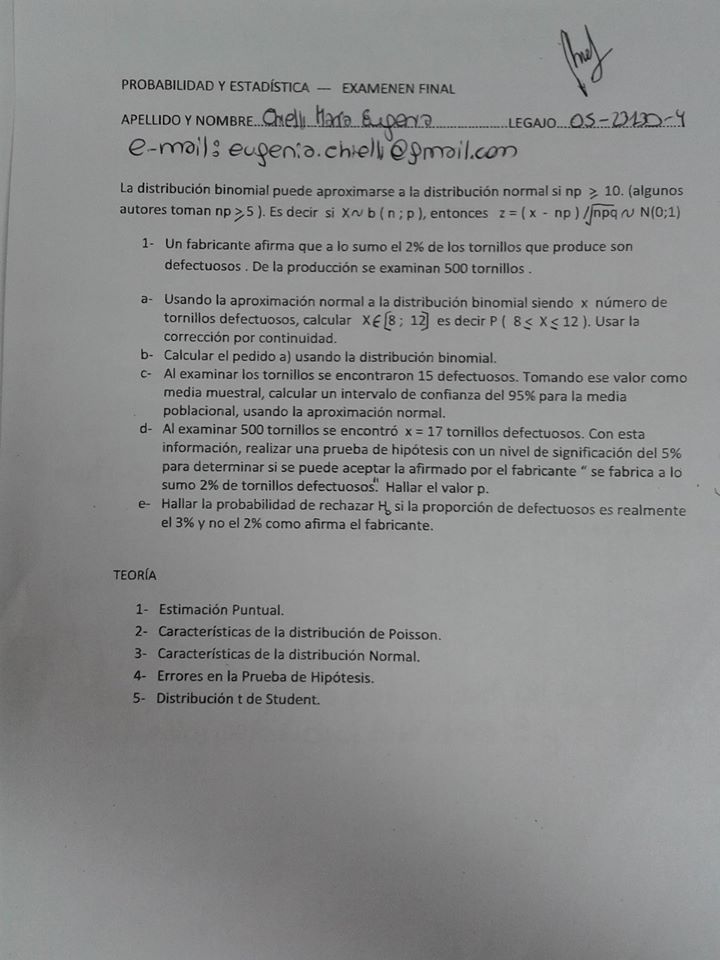 PROBABILIDAD Y ESTADÍSTICA — EXAMENEN FINAL
APELLIDO Y NOMBRE.. Chielli María Eugenia ..........LEGAJO.. OS-23130-4
e-mail: eugenia.chielli@gmail.com
La distribución binomial puede aproximarse a la distribución normal si np ≥ 10. (algunos
autores toman np ≥ 5 ). Es decir si X ∿ b ( n ; p ), entonces z = ( x - np ) /√npq ∿ N(0;1)
1- Un fabricante afirma que a lo sumo el 2% de los tornillos que produce son
defectuosos . De la producción se examinan 500 tornillos .
a- Usando la aproximación normal a la distribución binomial siendo x número de
tornillos defectuosos, calcular X ∈ [8 ; 12] es decir P ( 8 ≤ X ≤ 12 ). Usar la
corrección por continuidad.
b- Calcular el pedido a) usando la distribución binomial.
c- Al examinar los tornillos se encontraron 15 defectuosos. Tomando ese valor como
media muestral, calcular un intervalo de confianza del 95% para la media
poblacional, usando la aproximación normal.
d- Al examinar 500 tornillos se encontró x = 17 tornillos defectuosos. Con esta
información, realizar una prueba de hipótesis con un nivel de significación del 5%
para determinar si se puede aceptar la afirmado por el fabricante “ se fabrica a lo
sumo 2% de tornillos defectuosos". Hallar el valor p.
e- Hallar la probabilidad de rechazar H₀ si la proporción de defectuosos es realmente
el 3% y no el 2% como afirma el fabricante.
TEORÍA
1- Estimación Puntual.
2- Características de la distribución de Poisson.
3- Características de la distribución Normal.
4- Errores en la Prueba de Hipótesis.
5- Distribución t de Student.